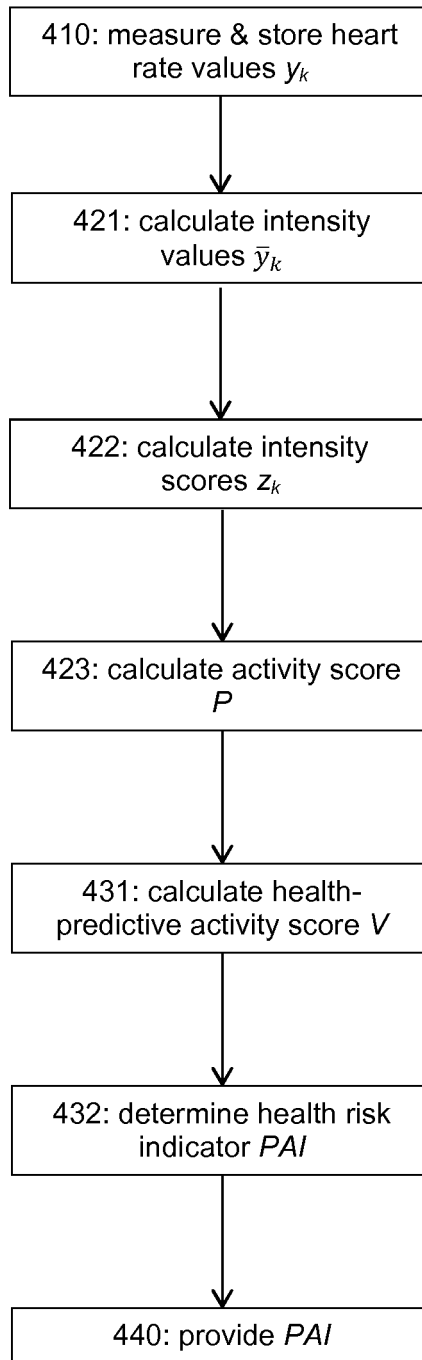 410: measure & store heart
rate values yₖ
421: calculate intensity
values ȳₖ
422: calculate intensity
scores zₖ
423: calculate activity score
P
431: calculate health-
predictive activity score V
432: determine health risk
indicator PAI
440: provide PAI